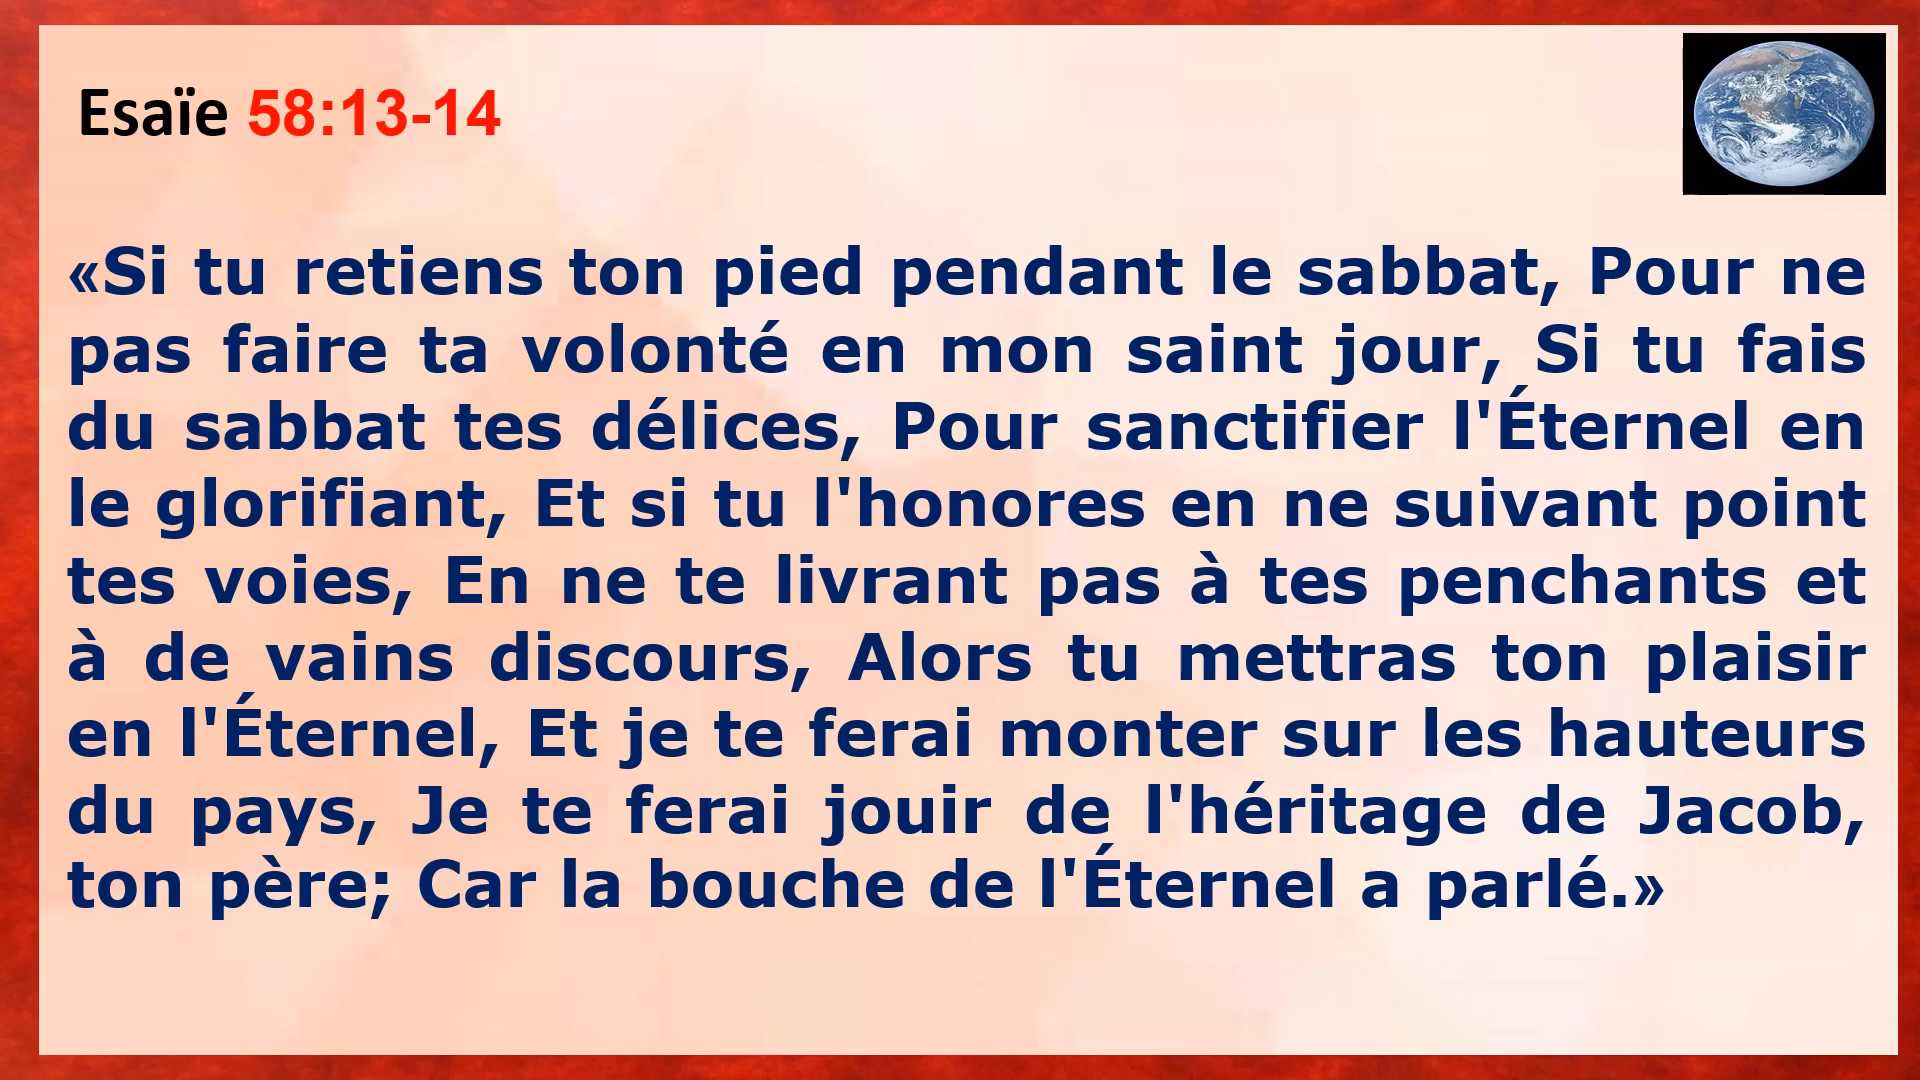 Esaïe 58:13-14
«Si tu retiens ton pied pendant le sabbat, Pour ne
pas faire ta volonté en mon saint jour, Si tu fais
du sabbat tes délices, Pour sanctifier l'Éternel en
le glorifiant, Et si tu l'honores en ne suivant point
tes voies, En ne te livrant pas à tes penchants et
à de vains discours, Alors tu mettras ton plaisir
en l'Éternel, Et je te ferai monter sur les hauteurs
du pays, Je te ferai jouir de l'héritage de Jacob,
ton père; Car la bouche de l'Éternel a parlé.»